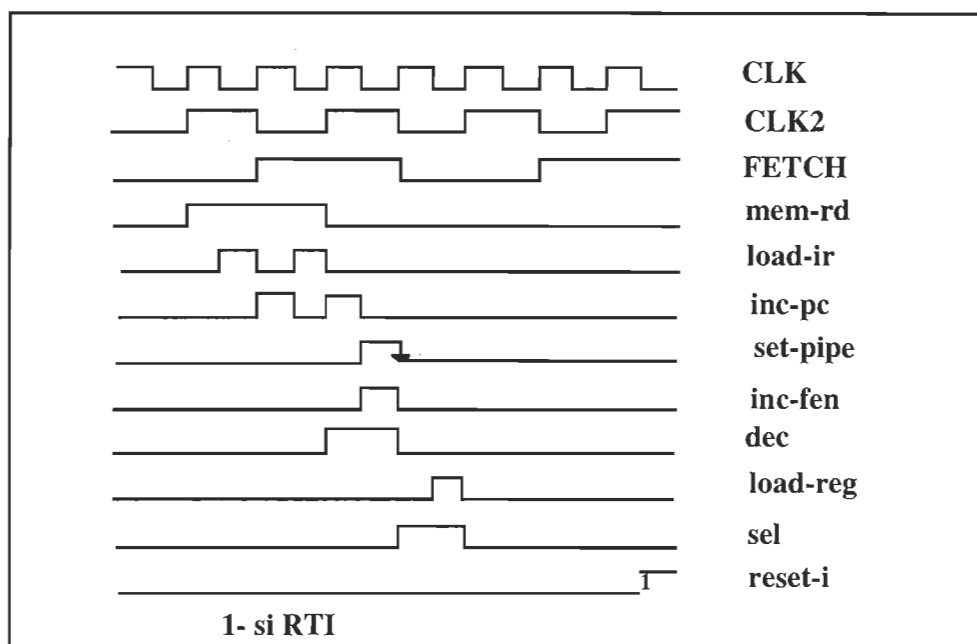 CLK
CLK2
FETCH
mem-rd
load-ir
inc-pc
set-pipe
inc-fen
dec
load-reg
sel
reset-i
1
1- si RTI